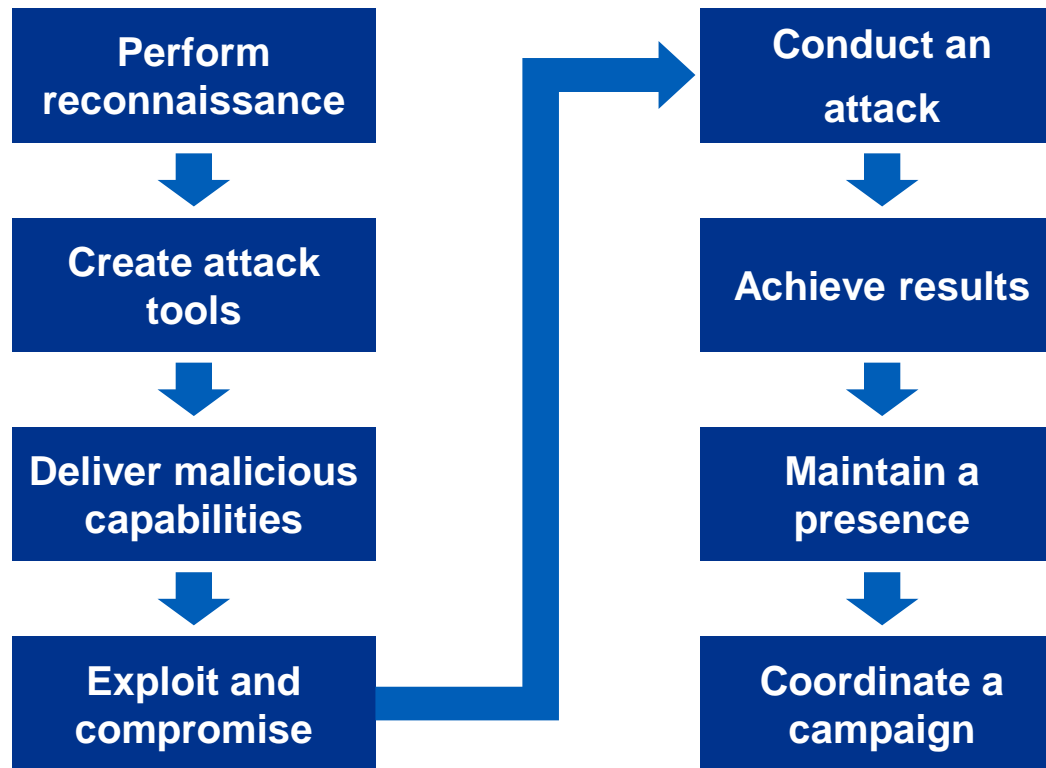 Perform
reconnaissance
Create attack
tools
Deliver malicious
capabilities
Exploit and
compromise
Conduct an
attack
Achieve results
Maintain a
presence
Coordinate a
campaign